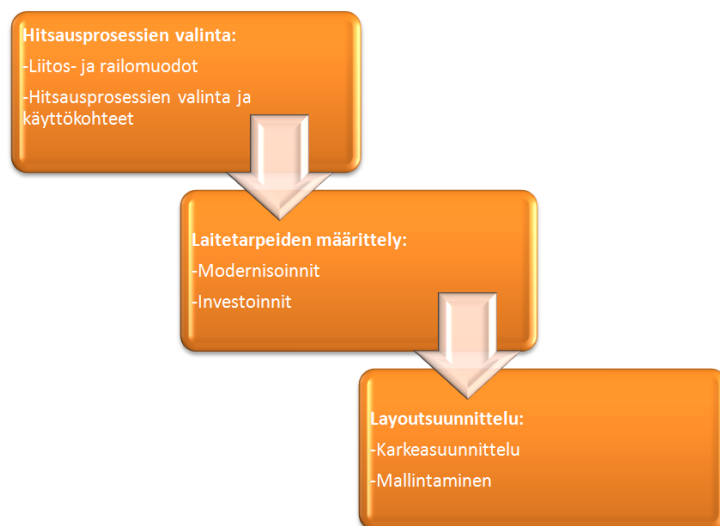 Hitsausprosessien valinta:
-Liitos- ja railomuodot
-Hitsausprosessien valinta ja
käyttökohteet
Laitetarpeiden määrittely:
-Modernisoinnit
-Investoinnit
Layoutsuunnittelu:
-Karkeasuunnittelu
-Mallintaminen